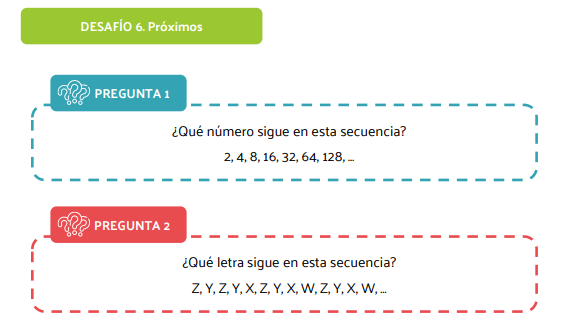 DESAFÍO 6. Próximos
PREGUNTA 1
¿Qué número sigue en esta secuencia?
2, 4, 8, 16, 32, 64, 128, ...
PREGUNTA 2
¿Qué letra sigue en esta secuencia?
Z, Y, Z, Y, X, Z, Y, X, W, Z, Y, X, W, ...